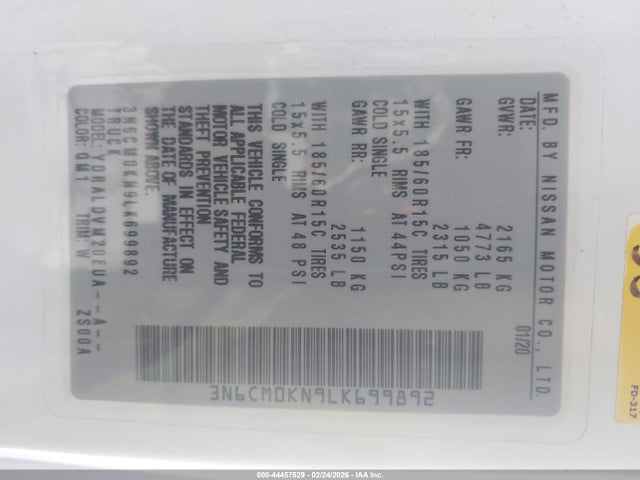 MFD. BY NISSAN MOTOR CO., LTD.
DATE: 01/20
GVWR: 2165 KG
4773 LB
GAWR FR: 1050 KG
2315 LB
WITH 185/60R15C TIRES
15x5.5 RIMS AT 44PSI
COLD SINGLE
GAWR RR: 1150 KG
2535 LB
WITH 185/60R15C TIRES
15x5.5 RIMS AT 48 PSI
COLD SINGLE
THIS VEHICLE CONFORMS TO
ALL APPLICABLE FEDERAL
MOTOR VEHICLE SAFETY AND
THEFT PREVENTION
STANDARDS IN EFFECT ON
THE DATE OF MANUFACTURE
SHOWN ABOVE.
3N6CM0KN9LK699892
TRUCK
MODEL: YDRALDVM20EUA--A--
COLOR: QM1 TRIM: W 2S00A
3N6CM0KN9LK699892
FD-317
000-44457529 - 02/24/2026 - IAA Inc.